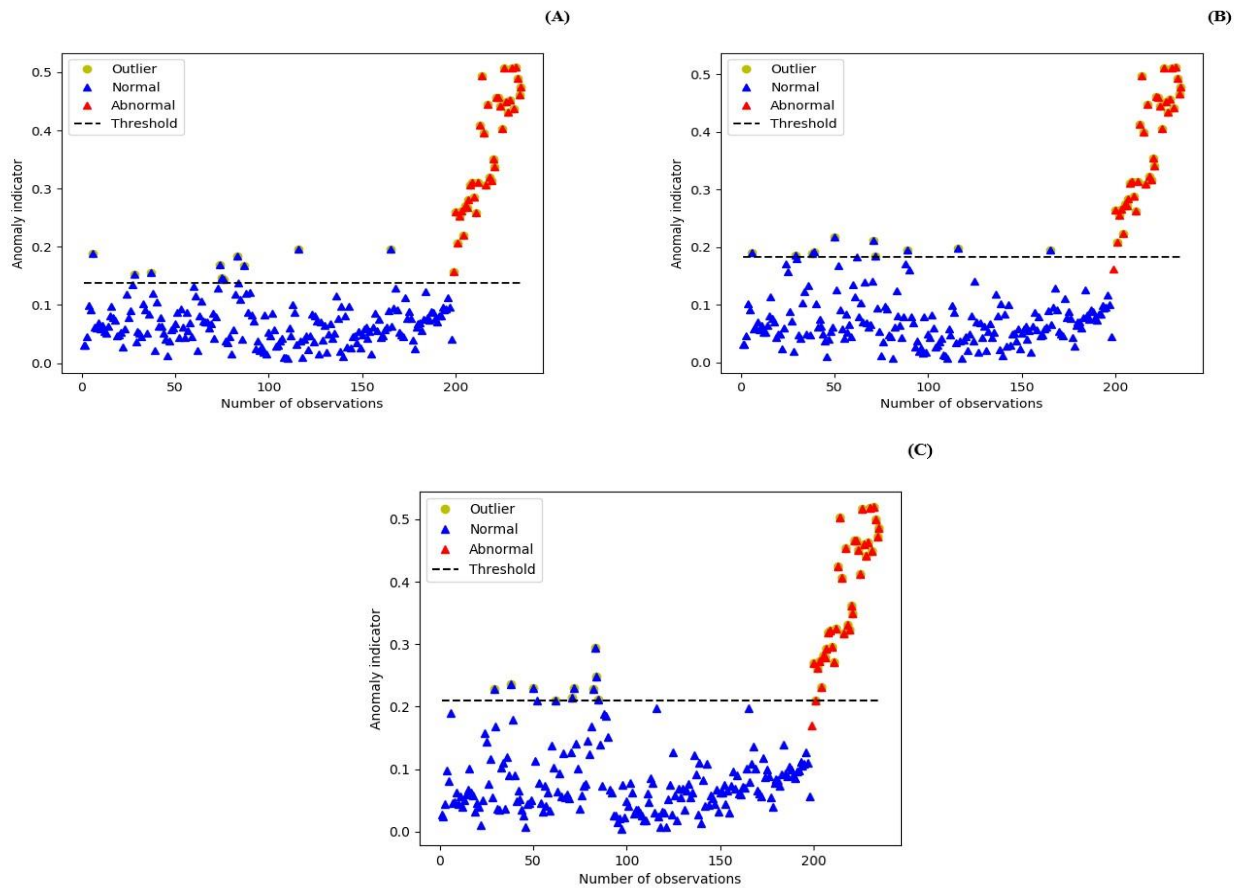 (A)
Anomaly indicator
0.5
0.4
0.3
0.2
0.1
0.0
Outlier
Normal
Abnormal
Threshold
0 50 100 150 200
Number of observations
(B)
Anomaly indicator
0.5
0.4
0.3
0.2
0.1
0.0
Outlier
Normal
Abnormal
Threshold
0 50 100 150 200
Number of observations
(C)
Anomaly indicator
0.5
0.4
0.3
0.2
0.1
0.0
Outlier
Normal
Abnormal
Threshold
0 50 100 150 200
Number of observations